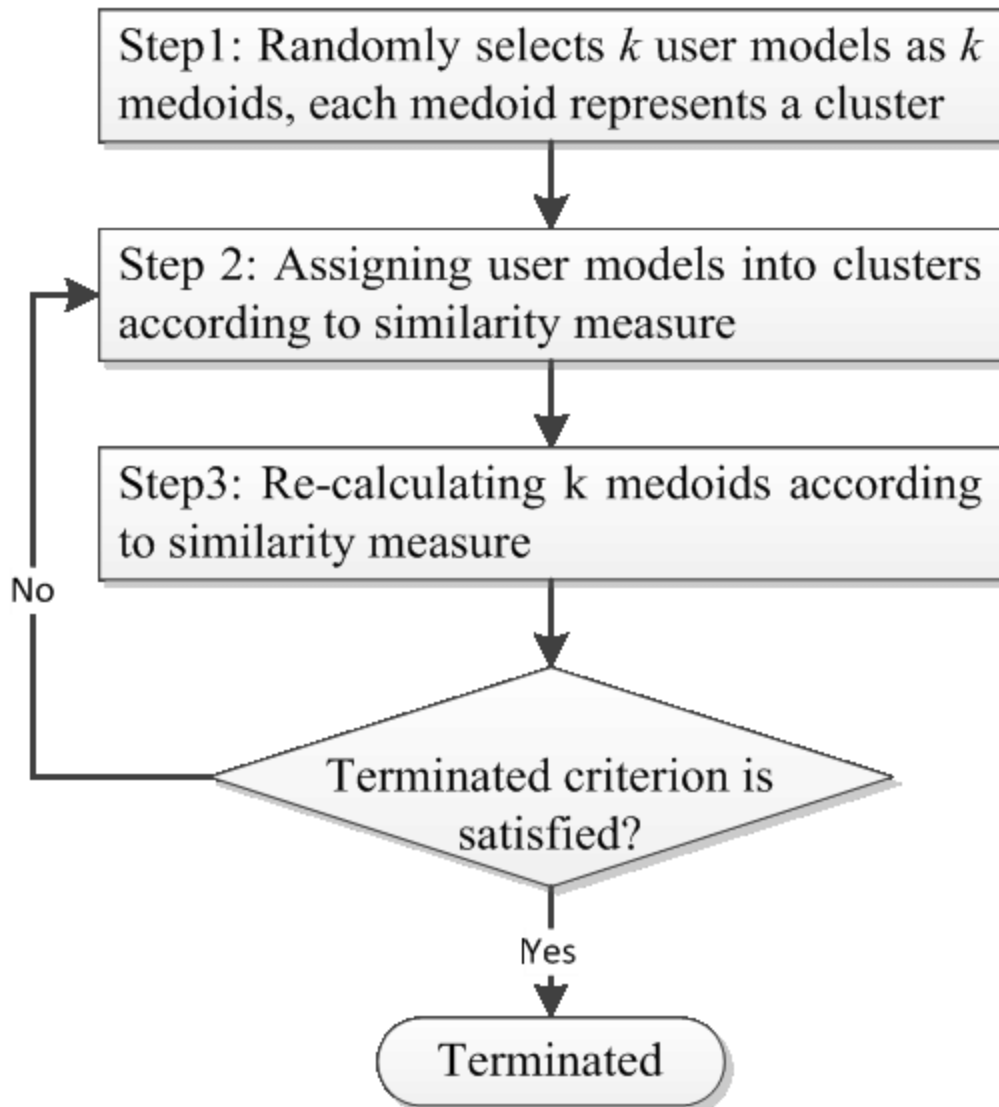 Step1: Randomly selects k user models as k
medoids, each medoid represents a cluster
Step 2: Assigning user models into clusters
according to similarity measure
Step3: Re-calculating k medoids according
to similarity measure
No
Terminated criterion is
satisfied?
Yes
Terminated